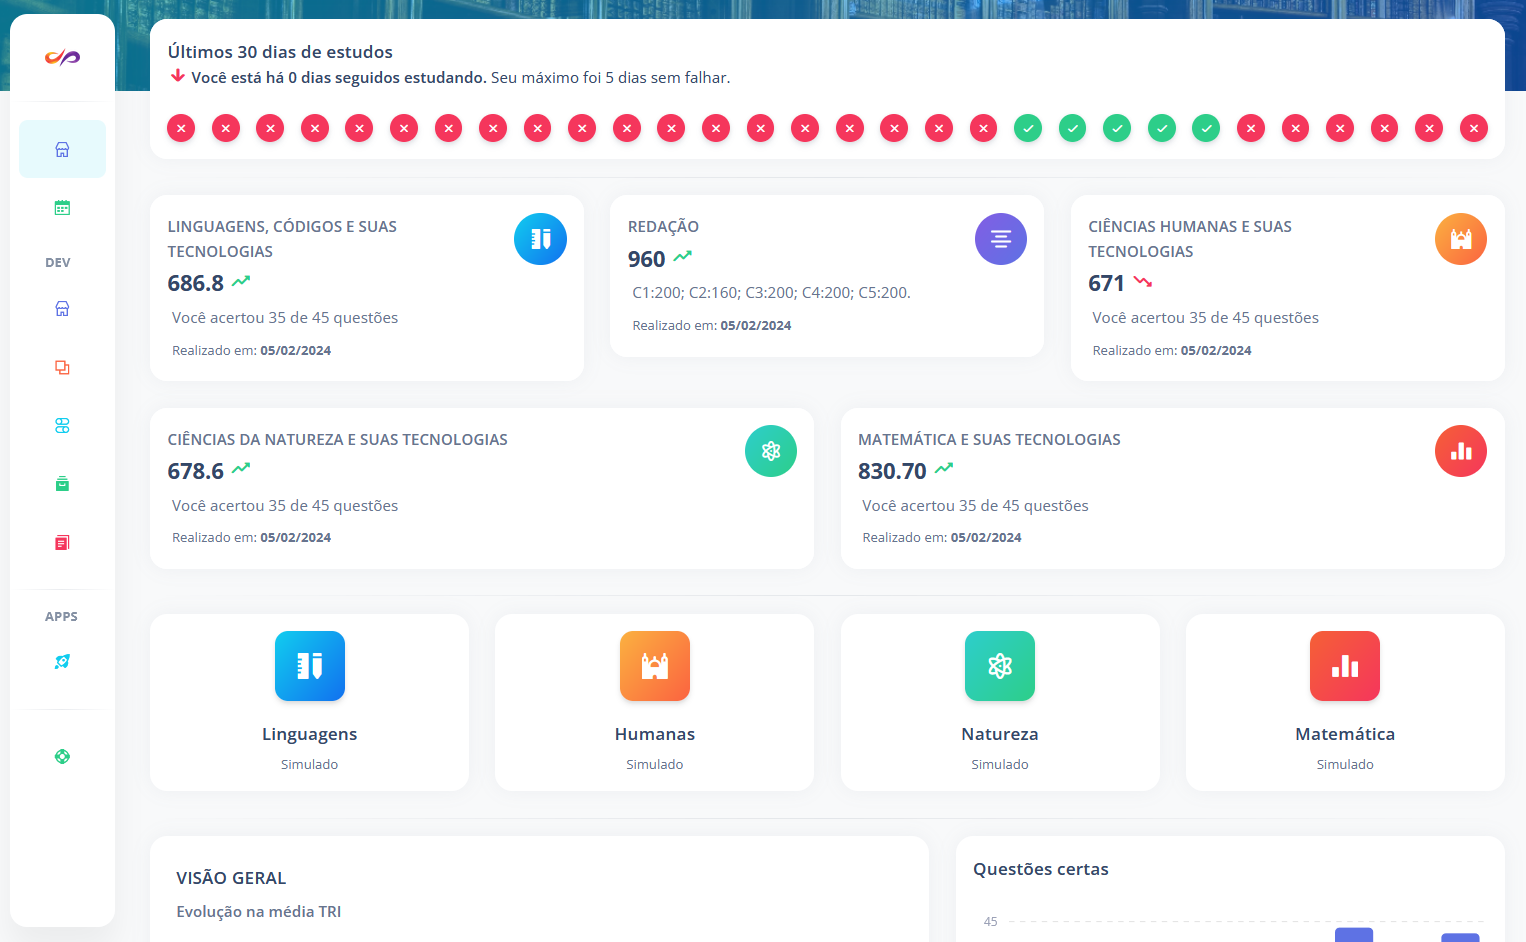 Últimos 30 dias de estudos
Você está há 0 dias seguidos estudando. Seu máximo foi 5 dias sem falhar.
DEV
APPS
LINGUAGENS, CÓDIGOS E SUAS
TECNOLOGIAS
686.8
Você acertou 35 de 45 questões
Realizado em: 05/02/2024
REDAÇÃO
960
C1:200; C2:160; C3:200; C4:200; C5:200.
Realizado em: 05/02/2024
CIÊNCIAS HUMANAS E SUAS
TECNOLOGIAS
671
Você acertou 35 de 45 questões
Realizado em: 05/02/2024
CIÊNCIAS DA NATUREZA E SUAS TECNOLOGIAS
678.6
Você acertou 35 de 45 questões
Realizado em: 05/02/2024
MATEMÁTICA E SUAS TECNOLOGIAS
830.70
Você acertou 35 de 45 questões
Realizado em: 05/02/2024
Linguagens
Simulado
Humanas
Simulado
Natureza
Simulado
Matemática
Simulado
VISÃO GERAL
Evolução na média TRI
Questões certas
45